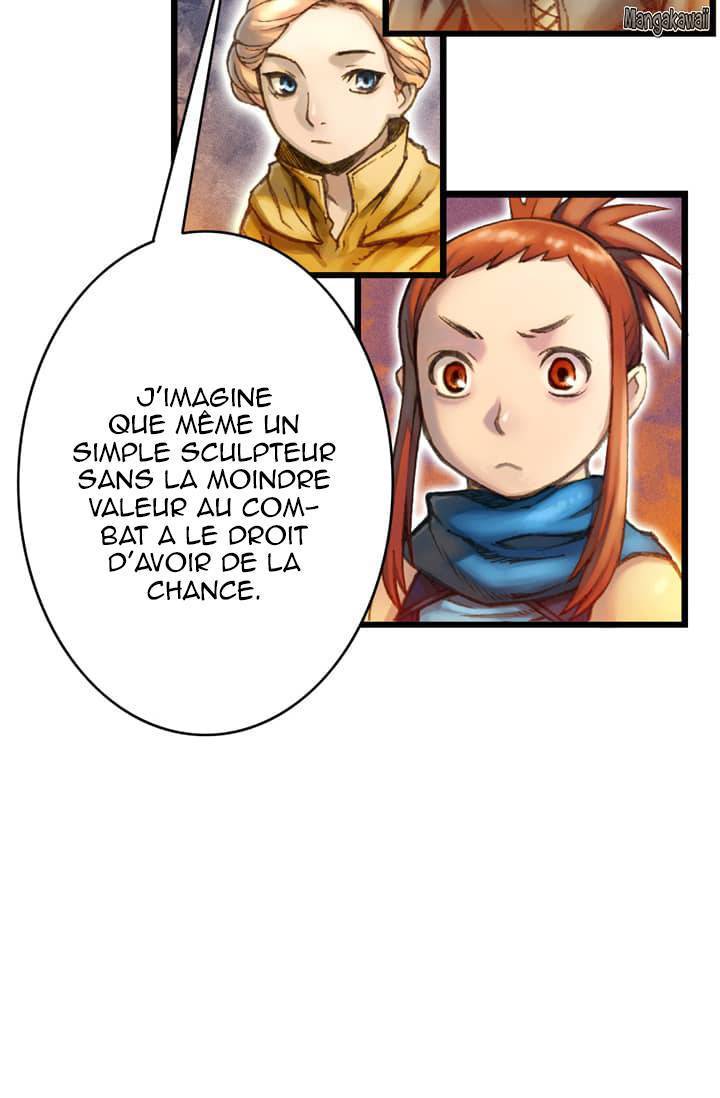 Mangakawaii
J'IMAGINE
QUE MÊME UN
SIMPLE SCULPTEUR
SANS LA MOINDRE
VALEUR AU COM-
BAT A LE DROIT
D'AVOIR DE LA
CHANCE.